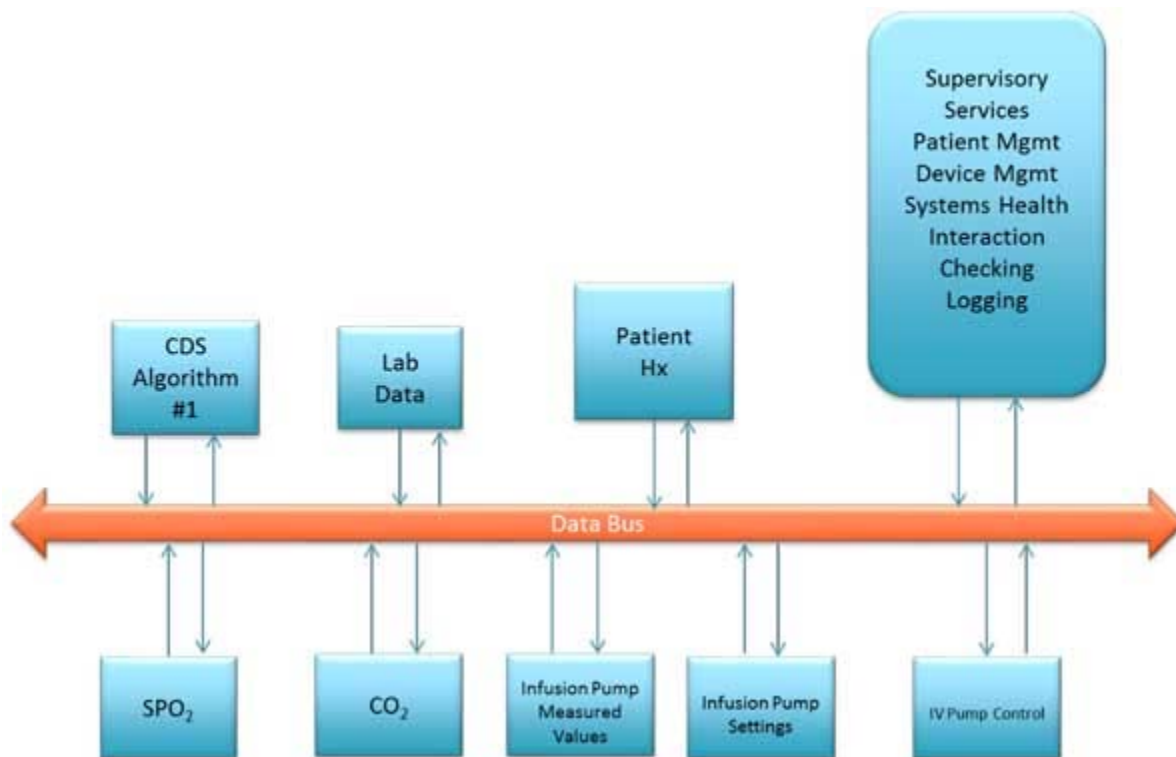 Supervisory
Services
Patient Mgmt
Device Mgmt
Systems Health
Interaction
Checking
Logging
CDS
Algorithm
#1
Lab
Data
Patient
Hx
Data Bus
SPO₂
CO₂
Infusion Pump
Measured
Values
Infusion Pump
Settings
IV Pump Control